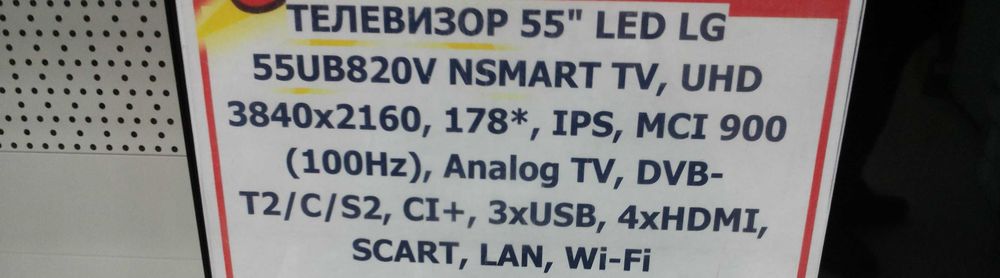 ТЕЛЕВИЗОР 55" LED LG
55UB820V NSMART TV, UHD
3840x2160, 178*, IPS, MCI 900
(100Hz), Analog TV, DVB-
T2/C/S2, CI+, 3xUSB, 4xHDMI,
SCART, LAN, Wi-Fi